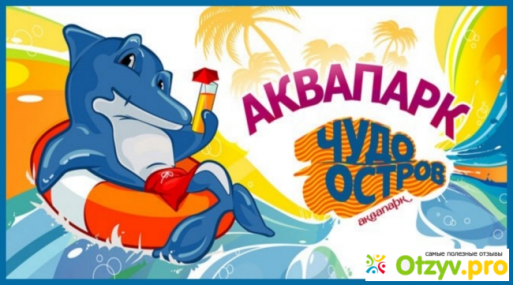 АКВАПАРК
ЧУДО
ОСТРОВ
аквапарк
самые полезные отзывы
Otzyv.pro